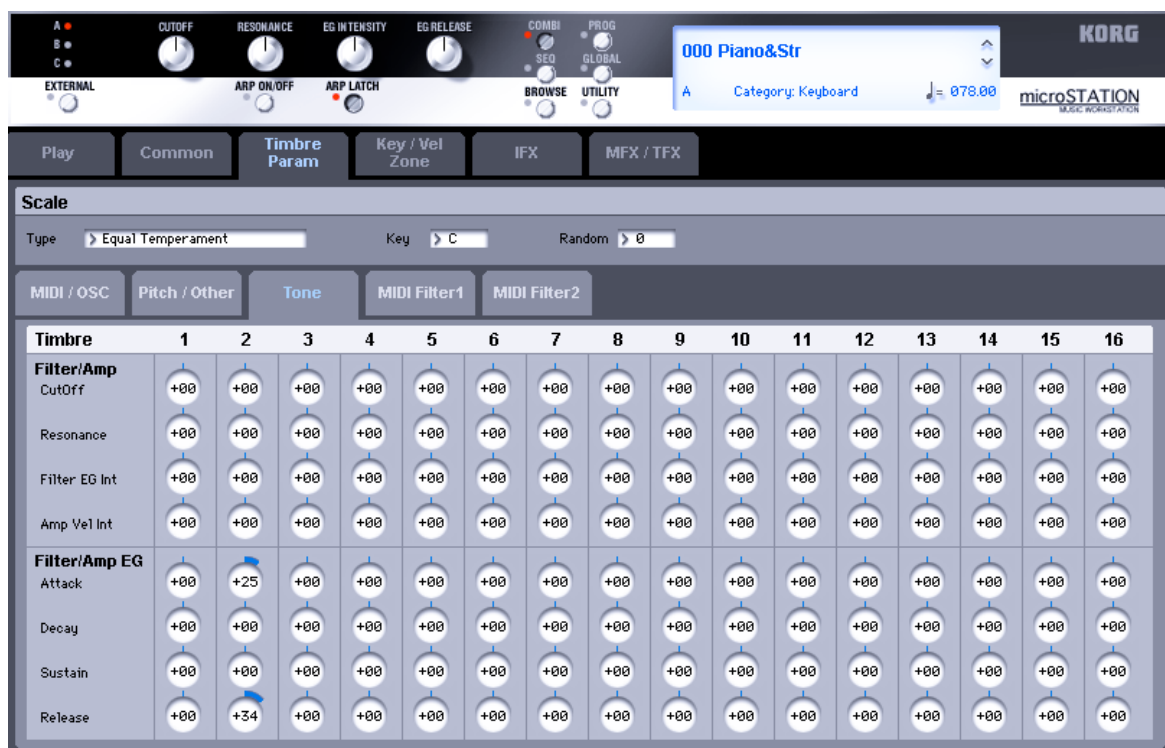 A CUTOFF RESONANCE EG INTENSITY EG RELEASE COMBI PROG KORG
B
C SEQ GLOBAL 000 Piano&Str
EXTERNAL ARP ON/OFF ARP LATCH BROWSE UTILITY A Category: Keyboard ♩= 078.00 microSTATION
MUSIC WORKSTATION
Play Common Timbre Param Key / Vel Zone IFX MFX / TFX
Scale
Type Equal Temperament Key C Random 0
MIDI / OSC Pitch / Other Tone MIDI Filter1 MIDI Filter2
Timbre 1 2 3 4 5 6 7 8 9 10 11 12 13 14 15 16
Filter/Amp
CutOff +00 +00 +00 +00 +00 +00 +00 +00 +00 +00 +00 +00 +00 +00 +00 +00
Resonance +00 +00 +00 +00 +00 +00 +00 +00 +00 +00 +00 +00 +00 +00 +00 +00
Filter EG Int +00 +00 +00 +00 +00 +00 +00 +00 +00 +00 +00 +00 +00 +00 +00 +00
Amp Vel Int +00 +00 +00 +00 +00 +00 +00 +00 +00 +00 +00 +00 +00 +00 +00 +00
Filter/Amp EG
Attack +00 +25 +00 +00 +00 +00 +00 +00 +00 +00 +00 +00 +00 +00 +00 +00
Decay +00 +00 +00 +00 +00 +00 +00 +00 +00 +00 +00 +00 +00 +00 +00 +00
Sustain +00 +00 +00 +00 +00 +00 +00 +00 +00 +00 +00 +00 +00 +00 +00 +00
Release +00 +34 +00 +00 +00 +00 +00 +00 +00 +00 +00 +00 +00 +00 +00 +00